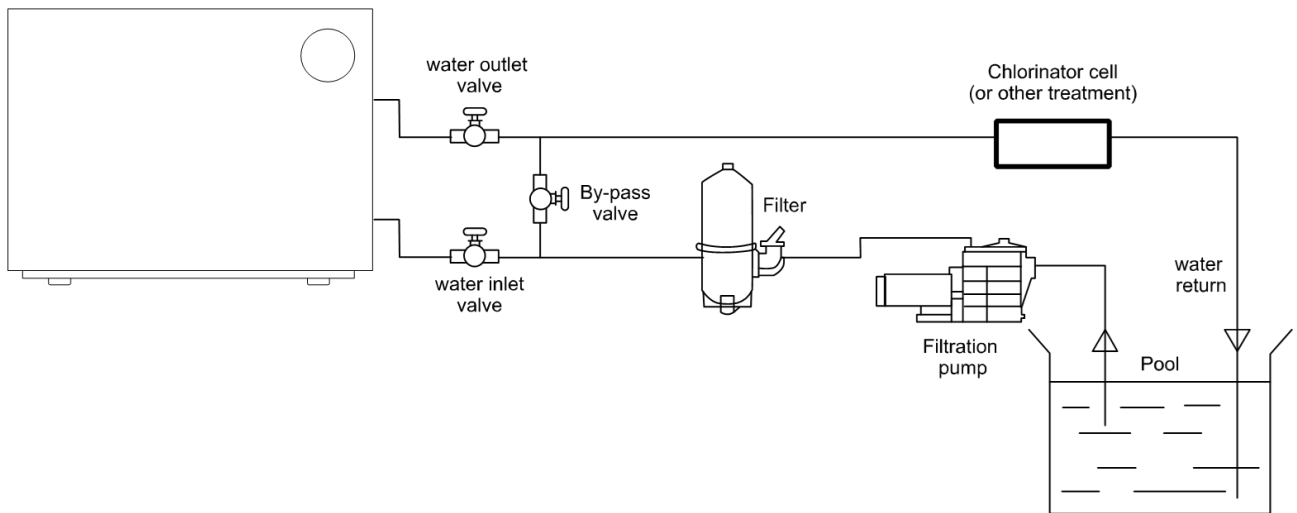 water outlet
valve
Chlorinator cell
(or other treatment)
By-pass
valve
Filter
water inlet
valve
water
return
Filtration
pump
Pool